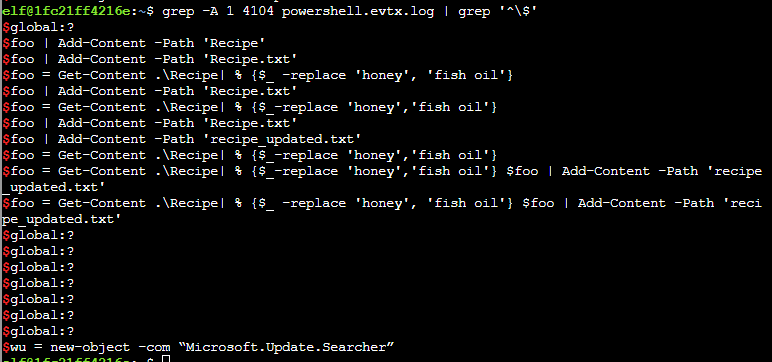 elf@1fc21ff4216e:~$ grep -A 1 4104 powershell.evtx.log | grep '^\$'
$global:?
$foo | Add-Content -Path 'Recipe'
$foo | Add-Content -Path 'Recipe.txt'
$foo = Get-Content .\Recipe| % {$_ -replace 'honey', 'fish oil'}
$foo | Add-Content -Path 'Recipe.txt'
$foo = Get-Content .\Recipe| % {$_-replace 'honey','fish oil'}
$foo | Add-Content -Path 'Recipe.txt'
$foo | Add-Content -Path 'recipe_updated.txt'
$foo = Get-Content .\Recipe| % {$_-replace 'honey','fish oil'}
$foo = Get-Content .\Recipe| % {$_-replace 'honey','fish oil'} $foo | Add-Content -Path 'recipe
_updated.txt'
$foo = Get-Content .\Recipe| % {$_ -replace 'honey', 'fish oil'} $foo | Add-Content -Path 'reci
pe_updated.txt'
$global:?
$global:?
$global:?
$global:?
$global:?
$global:?
$global:?
$wu = new-object -com “Microsoft.Update.Searcher”
elf@1fc21ff4216e:~$